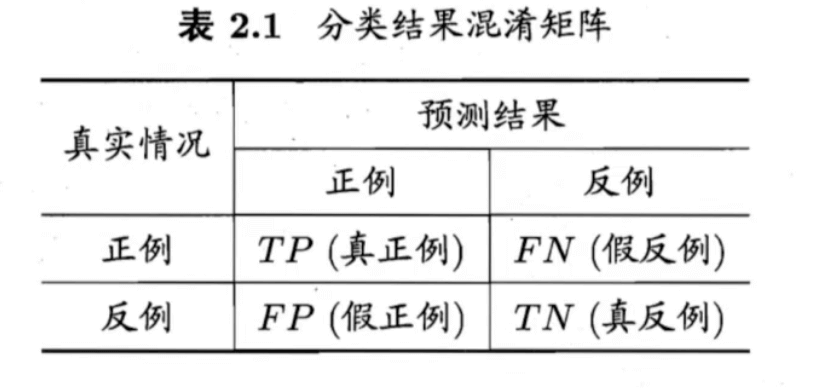 表 2.1 分类结果混淆矩阵
预测结果
真实情况
正例 反例
正例 TP (真正例) FN (假反例)
反例 FP (假正例) TN (真反例)